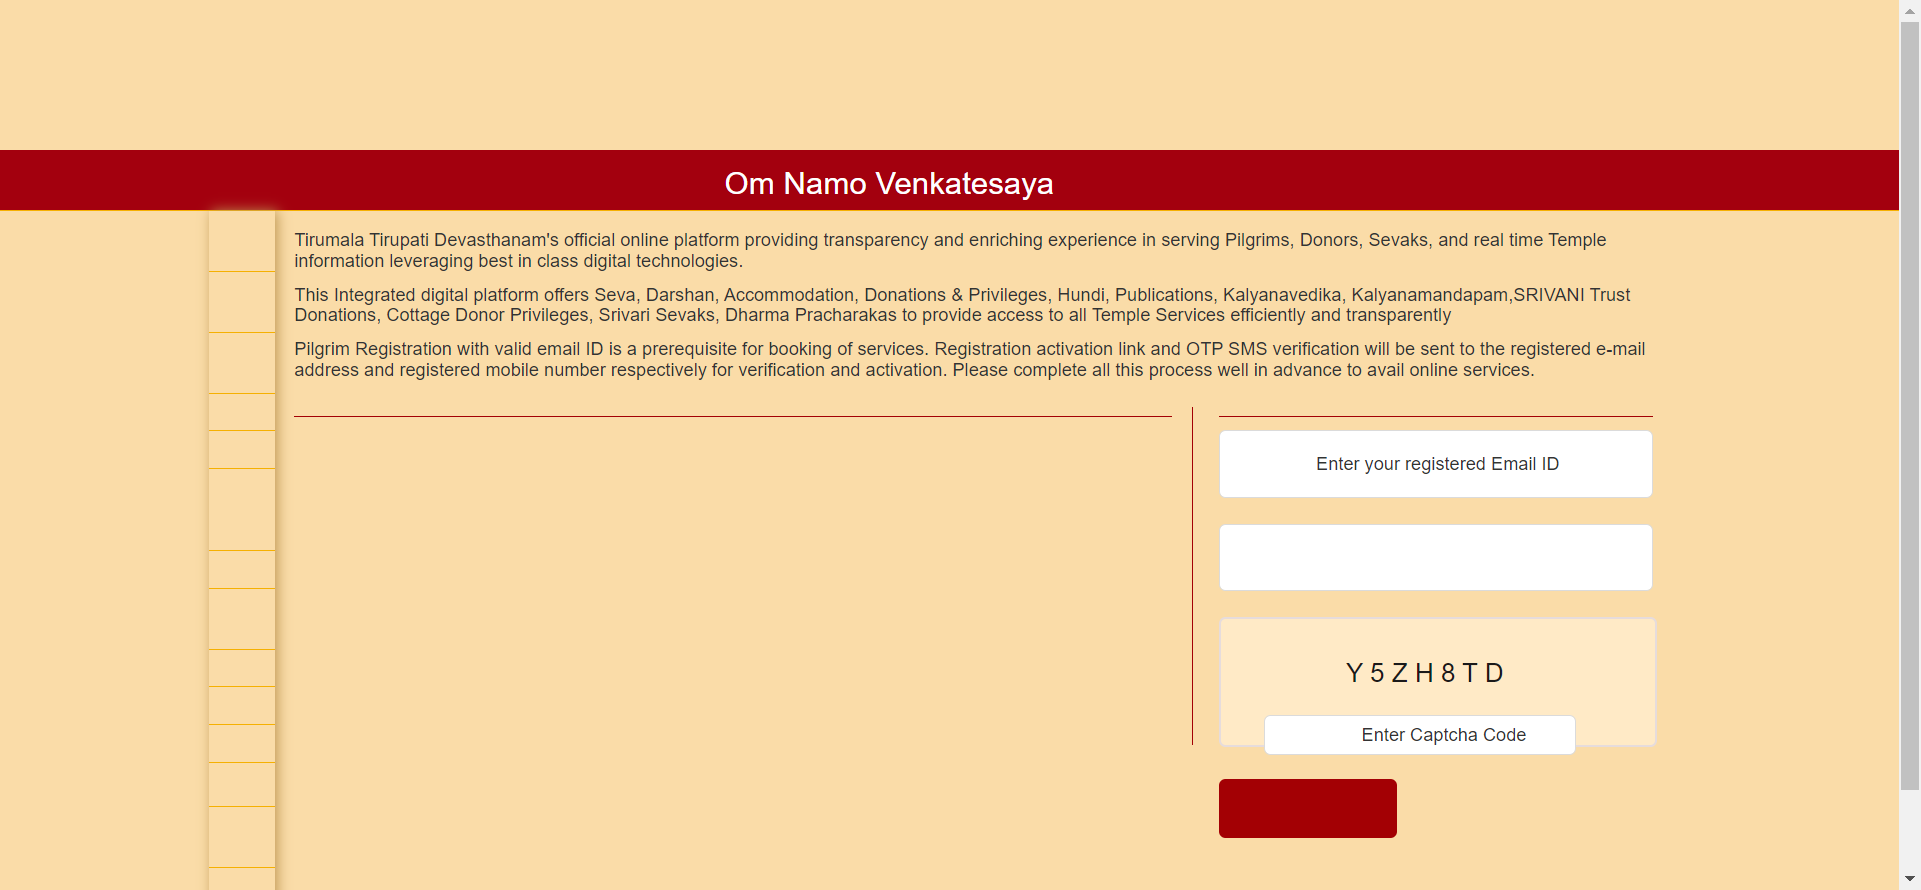 Om Namo Venkatesaya
Tirumala Tirupati Devasthanam's official online platform providing transparency and enriching experience in serving Pilgrims, Donors, Sevaks, and real time Temple
information leveraging best in class digital technologies.
This Integrated digital platform offers Seva, Darshan, Accommodation, Donations & Privileges, Hundi, Publications, Kalyanavedika, Kalyanamandapam,SRIVANI Trust
Donations, Cottage Donor Privileges, Srivari Sevaks, Dharma Pracharakas to provide access to all Temple Services efficiently and transparently
Pilgrim Registration with valid email ID is a prerequisite for booking of services. Registration activation link and OTP SMS verification will be sent to the registered e-mail
address and registered mobile number respectively for verification and activation. Please complete all this process well in advance to avail online services.
Enter your registered Email ID
Y 5 Z H 8 T D
Enter Captcha Code